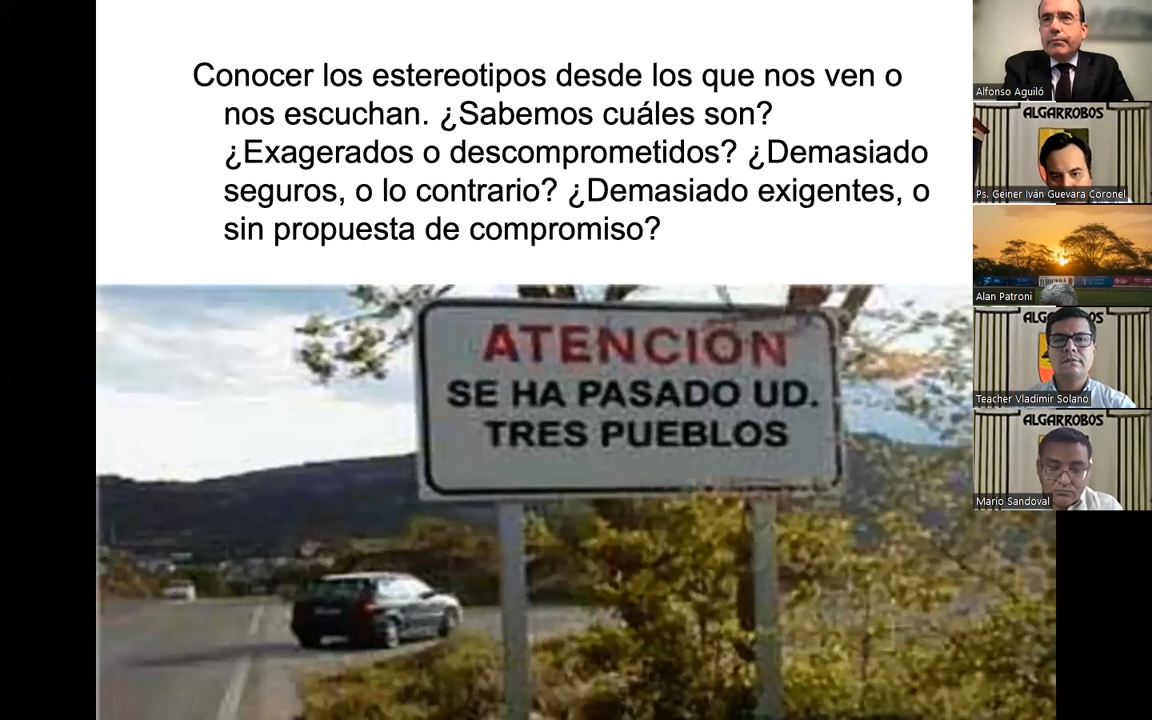 Conocer los estereotipos desde los que nos ven o
nos escuchan. ¿Sabemos cuáles son?
¿Exagerados o descomprometidos? ¿Demasiado
seguros, o lo contrario? ¿Demasiado exigentes, o
sin propuesta de compromiso?
ATENCIÓN
SE HA PASADO UD.
TRES PUEBLOS
Alfonso Aguiló
ALGARROBOS
Ps. Geiner Iván Guevara Coronel
Alan Patroni
Teacher Vladimir Solano
ALGARROBOS
Mario Sandoval